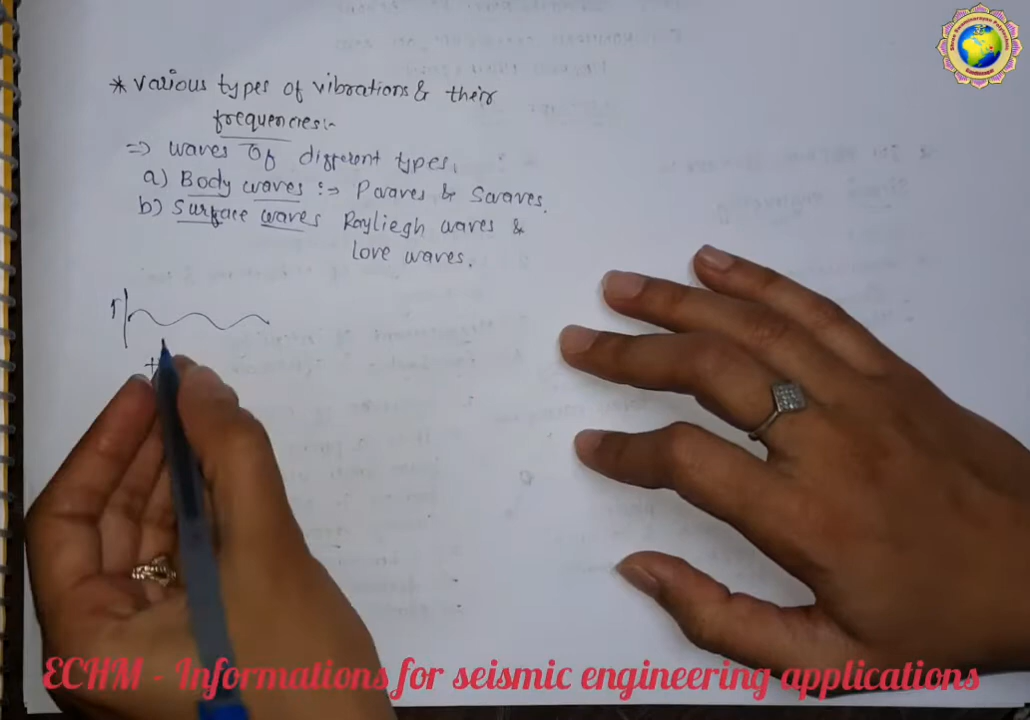 * Various types of vibrations & their
frequencies:-
=> waves of different types.
a) Body waves :-> P waves & S waves.
b) Surface waves Rayliegh waves &
love waves.
ECHM - Informations for seismic engineering applications